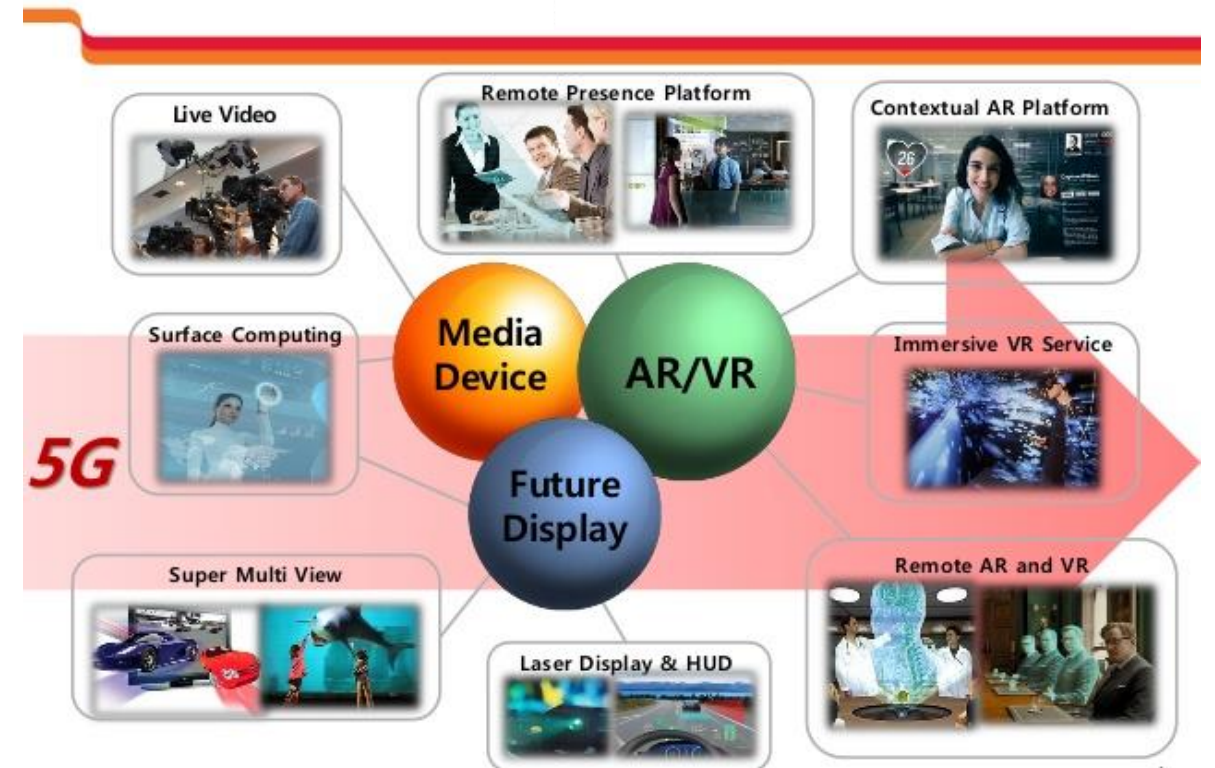 Live Video
Remote Presence Platform
Contextual AR Platform
26
Surface Computing
Media
Device
AR/VR
Immersive VR Service
5G
Future
Display
Super Multi View
Laser Display & HUD
Remote AR and VR